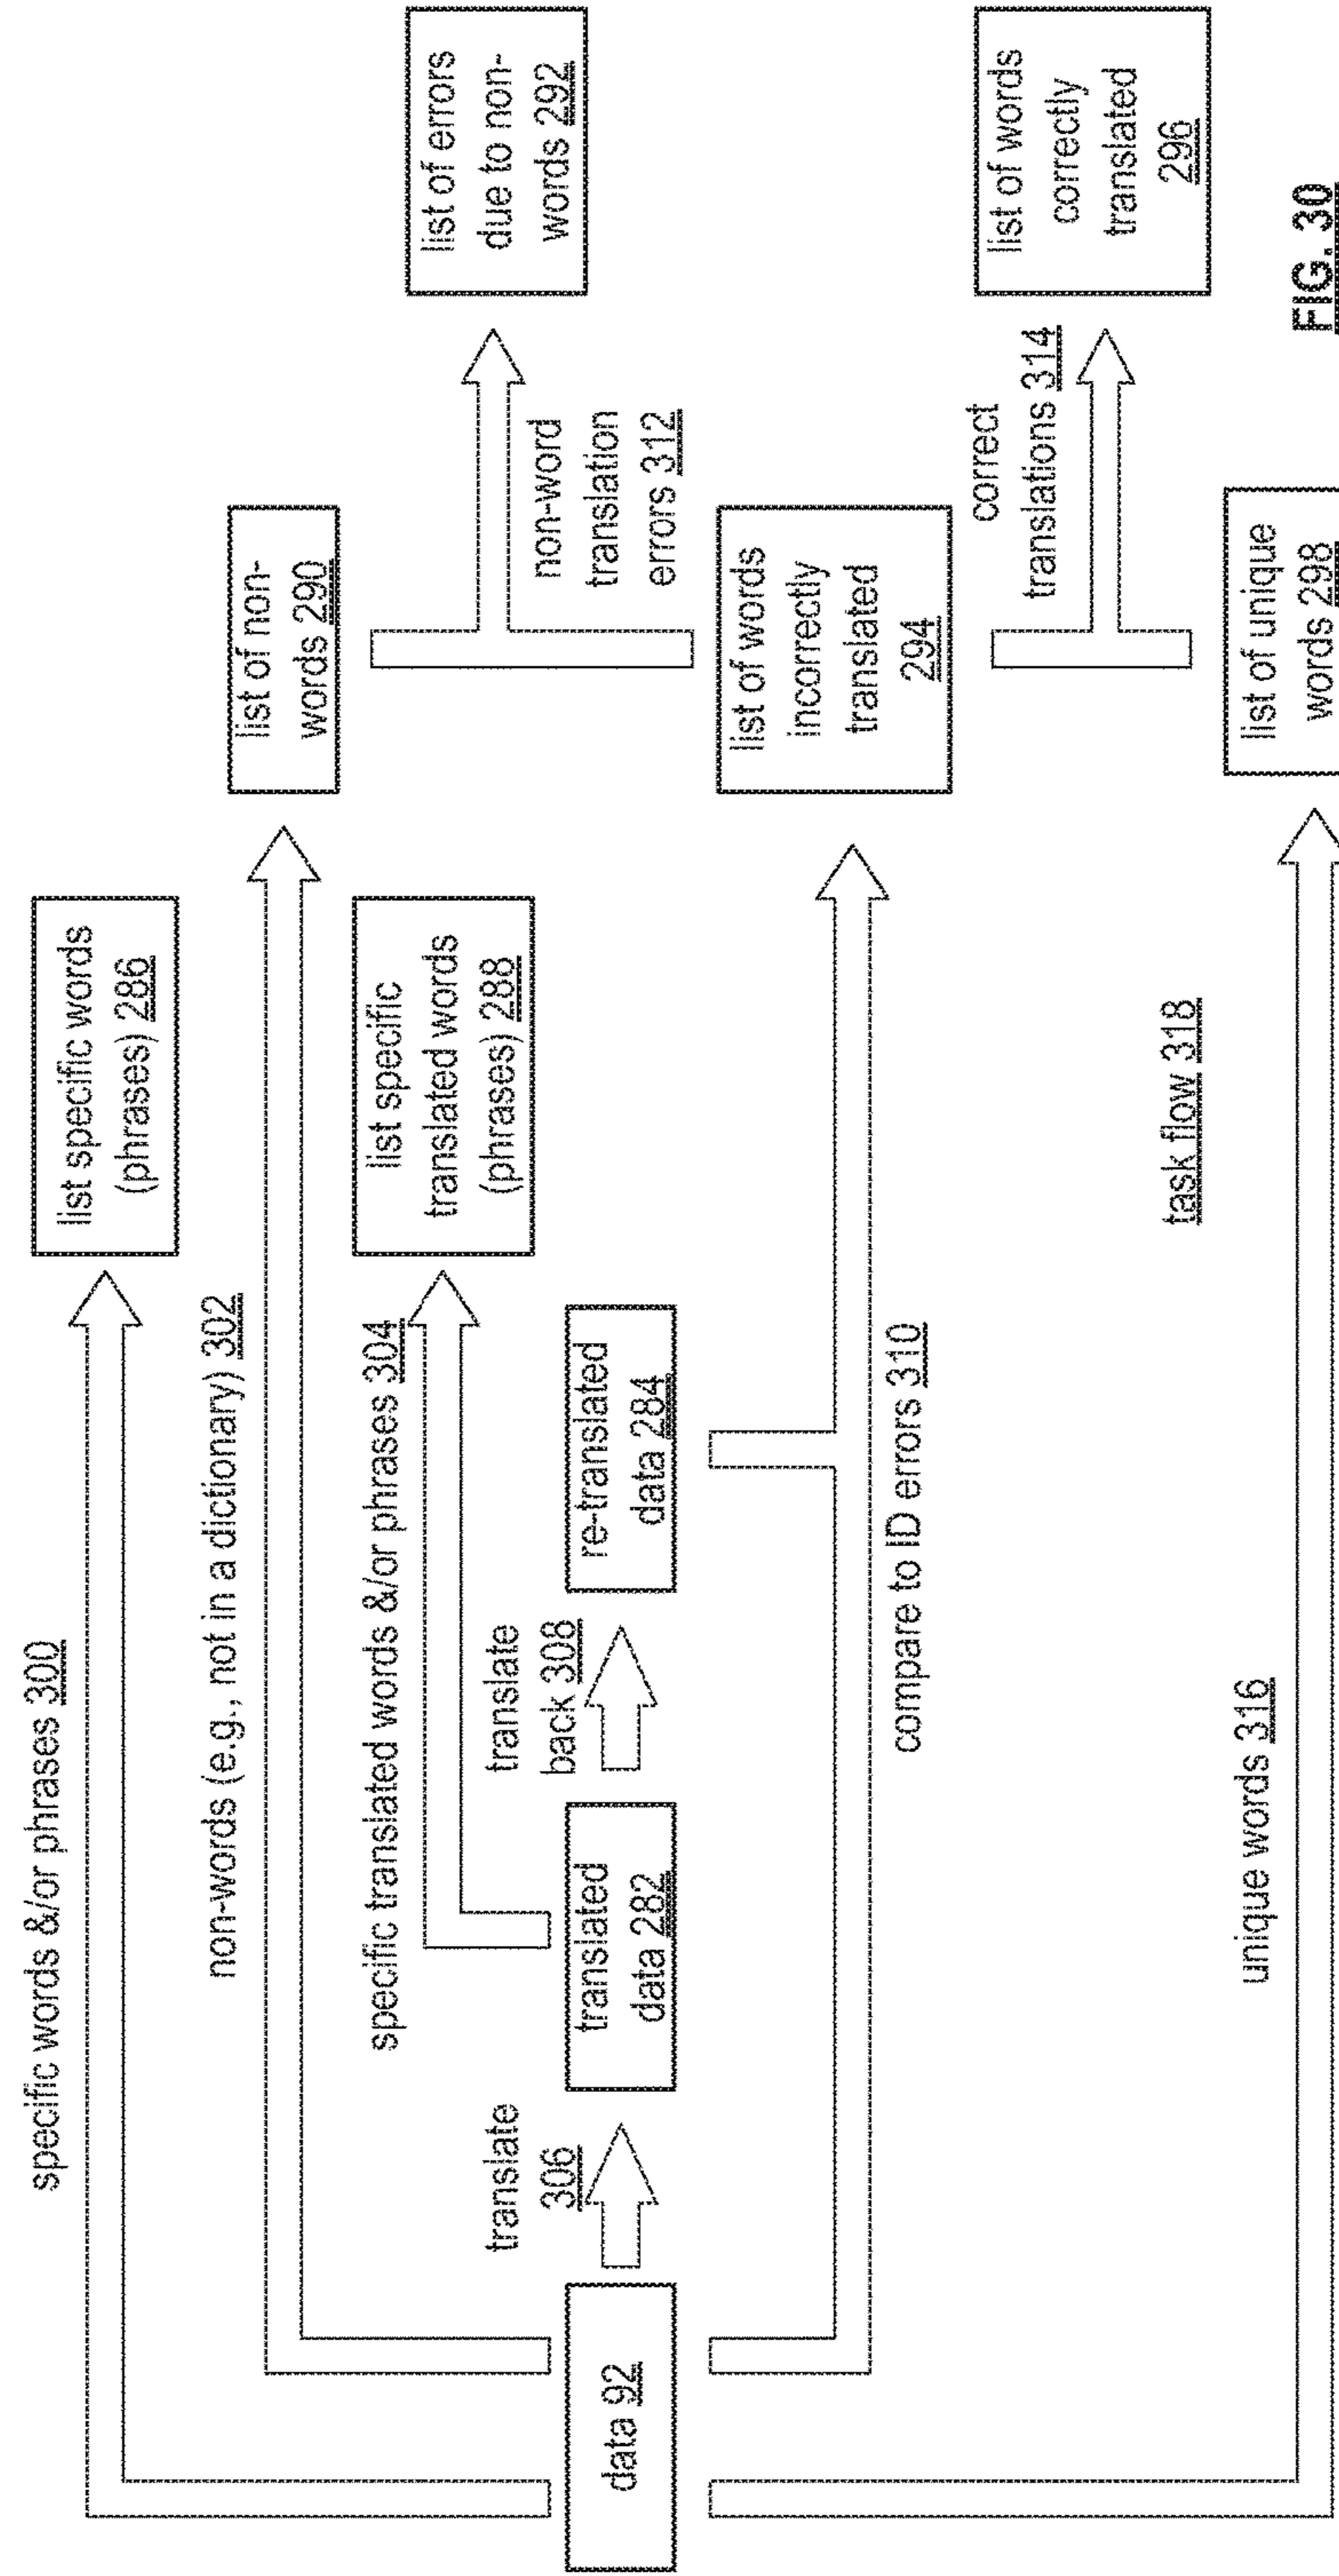 specific words &/or phrases 300
list specific words
(phrases) 286
non-words (e.g., not in a dictionary) 302
list of non-
words 290
specific translated words &/or phrases 304
list specific
translated words
(phrases) 288
list of errors
due to non-
words 292
non-word
translation
errors 312
data 92
translate
306
translated
data 282
translate
back 308
re-translated
data 284
compare to ID errors 310
list of words
incorrectly
translated
294
correct
translations 314
list of words
correctly
translated
296
task flow 318
unique words 316
list of unique
words 298
FIG. 30